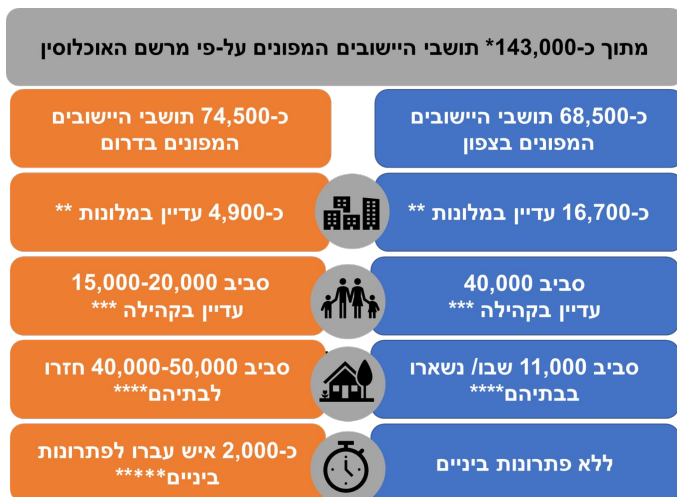 מתוך כ-143,000* תושבי היישובים המפונים על-פי מרשם האוכלוסין
כ-68,500 תושבי היישובים
המפונים בצפון
כ-74,500 תושבי היישובים
המפונים בדרום
כ-16,700 עדיין במלונות **
כ-4,900 עדיין במלונות **
סביב 40,000
עדיין בקהילה ***
סביב 15,000-20,000
עדיין בקהילה ***
סביב 11,000 שבו/ נשארו
בבתיהם****
סביב 40,000-50,000 חזרו
לבתיהם****
ללא פתרונות ביניים
כ-2,000 איש עברו לפתרונות
ביניים*****